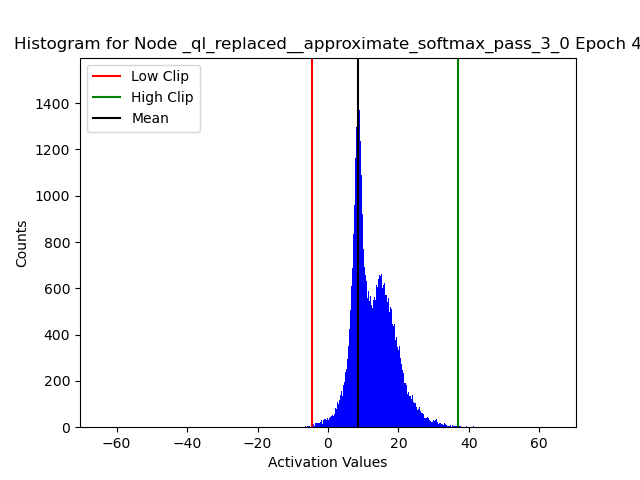 Histogram for Node _ql_replaced__approximate_softmax_pass_3_0 Epoch 4
Low Clip
High Clip
Mean
1400
1200
1000
800
600
400
200
0
Counts
−60
−40
−20
0
20
40
60
Activation Values